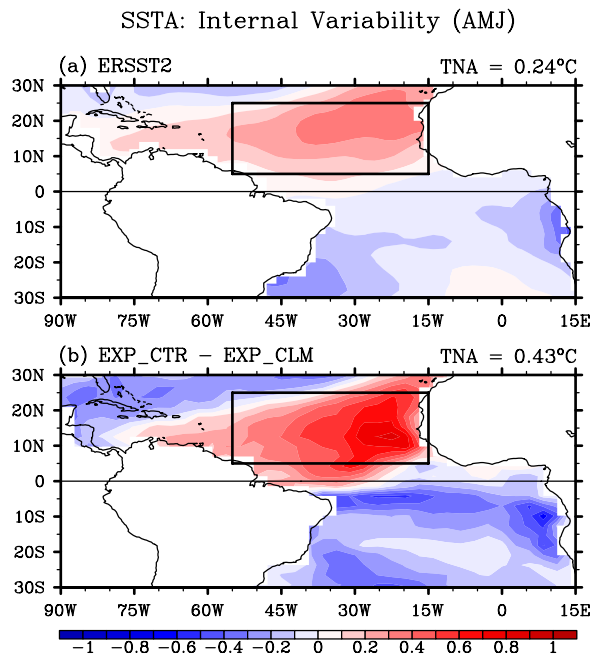 SSTA: Internal Variability (AMJ)
(a) ERSST2 TNA = 0.24°C
30N
20N
10N
0
10S
20S
30S
90W 75W 60W 45W 30W 15W 0 15E
(b) EXP_CTR − EXP_CLM TNA = 0.43°C
30N
20N
10N
0
10S
20S
30S
90W 75W 60W 45W 30W 15W 0 15E
−1 −0.8 −0.6 −0.4 −0.2 0 0.2 0.4 0.6 0.8 1